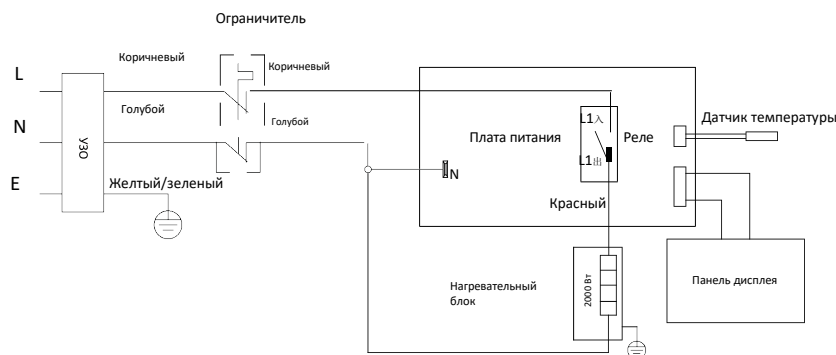 Ограничитель
Коричневый
Коричневый
L
Голубой
Голубой
N
УЗО
E
Желтый/зеленый
Плата питания
L1入
Реле
L1出
N
Красный
Датчик температуры
Нагревательный
блок
2000 Вт
Панель дисплея